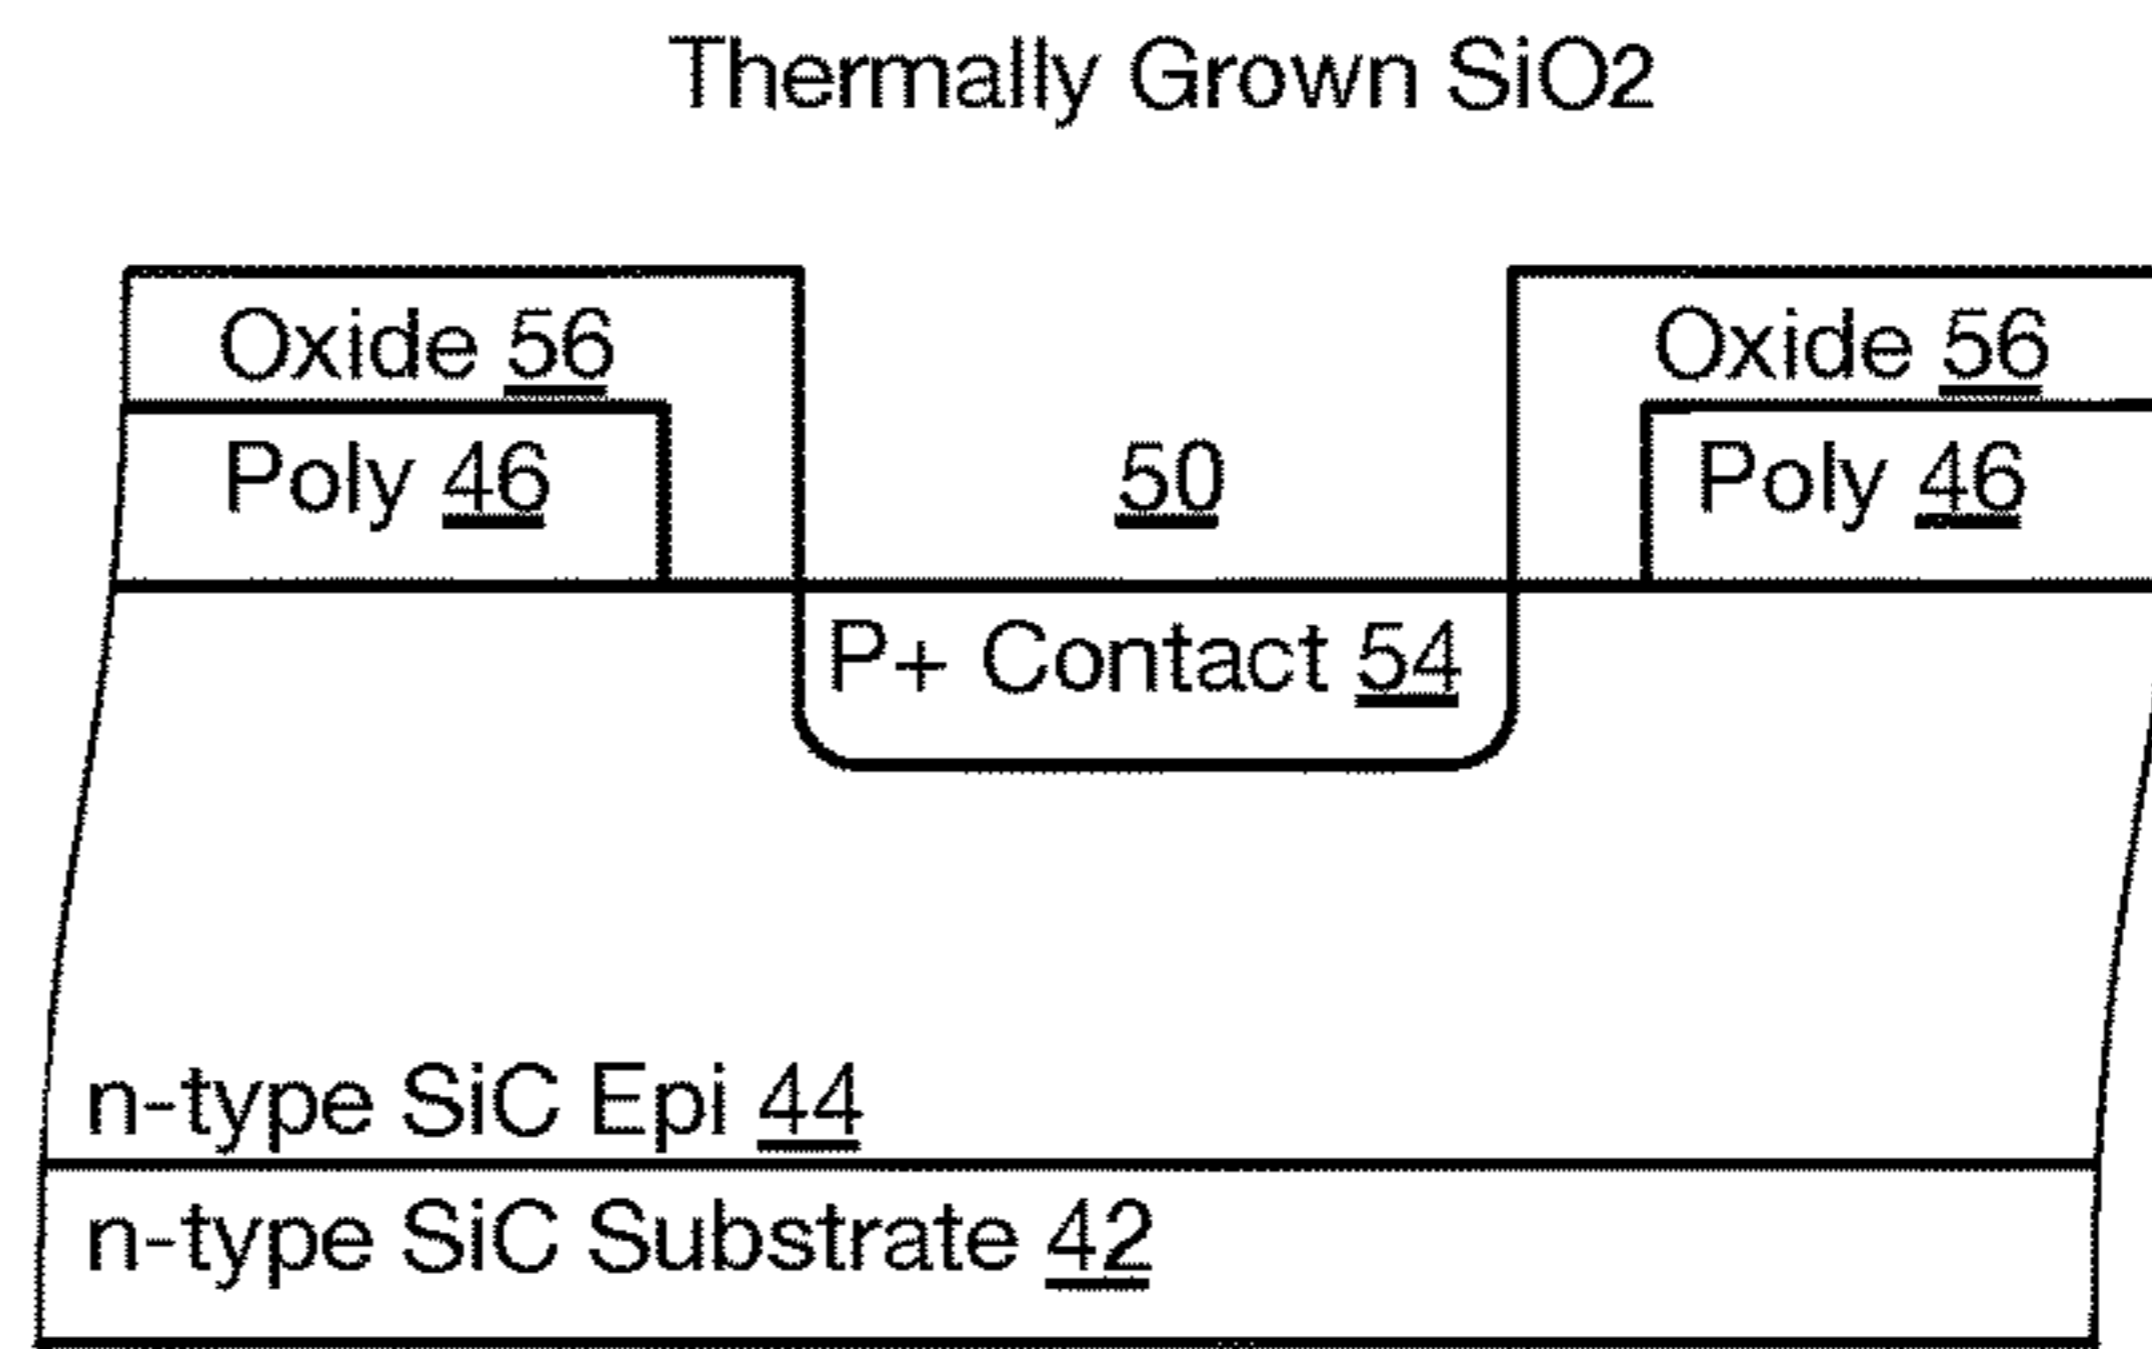 Thermally Grown SiO2
Oxide 56
Oxide 56
Poly 46
50
Poly 46
P+ Contact 54
n-type SiC Epi 44
n-type SiC Substrate 42